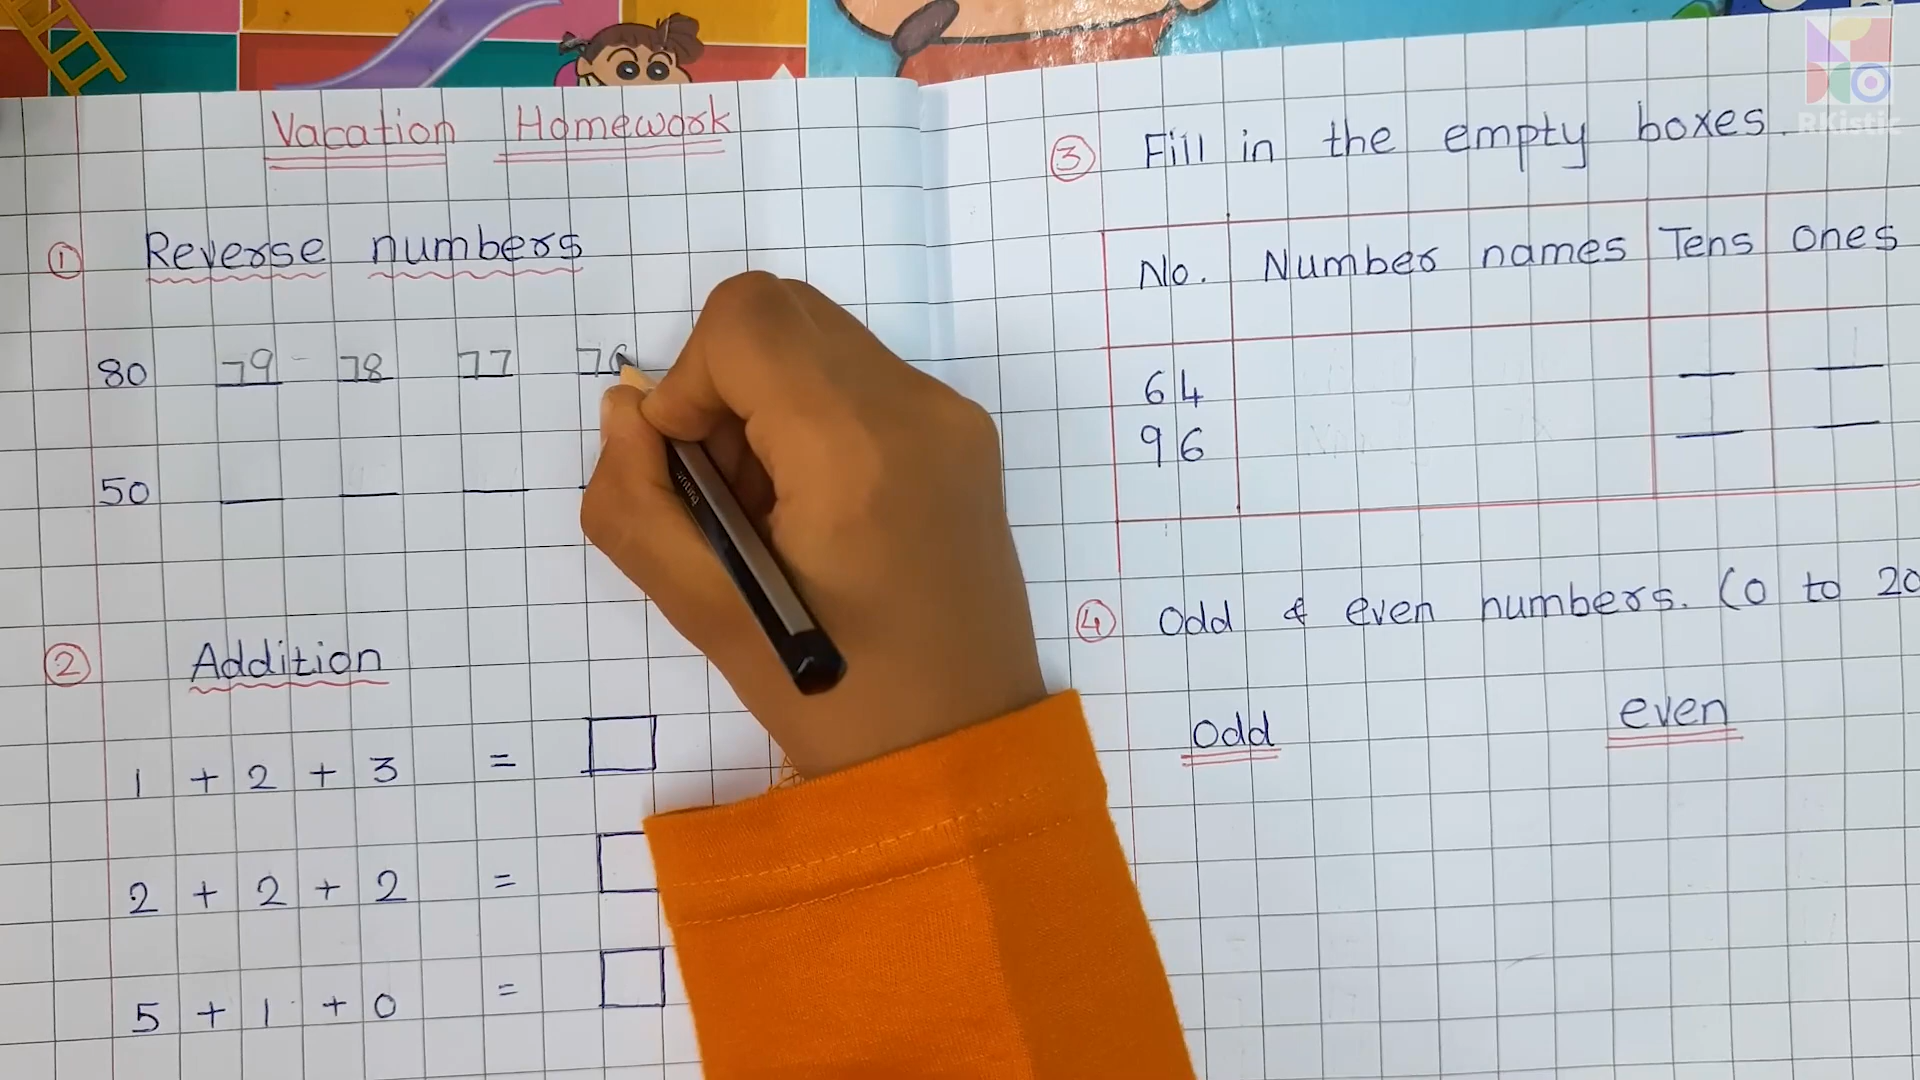 Vacation Homework
① Reverse numbers
80 79 78 77 76
50
② Addition
1 + 2 + 3 =
2 + 2 + 2 =
5 + 1 + 0 =
③ Fill in the empty boxes.
No. Number names Tens ones
64
96
④ Odd & even numbers. (0 to 20
odd even
writing
RKistic